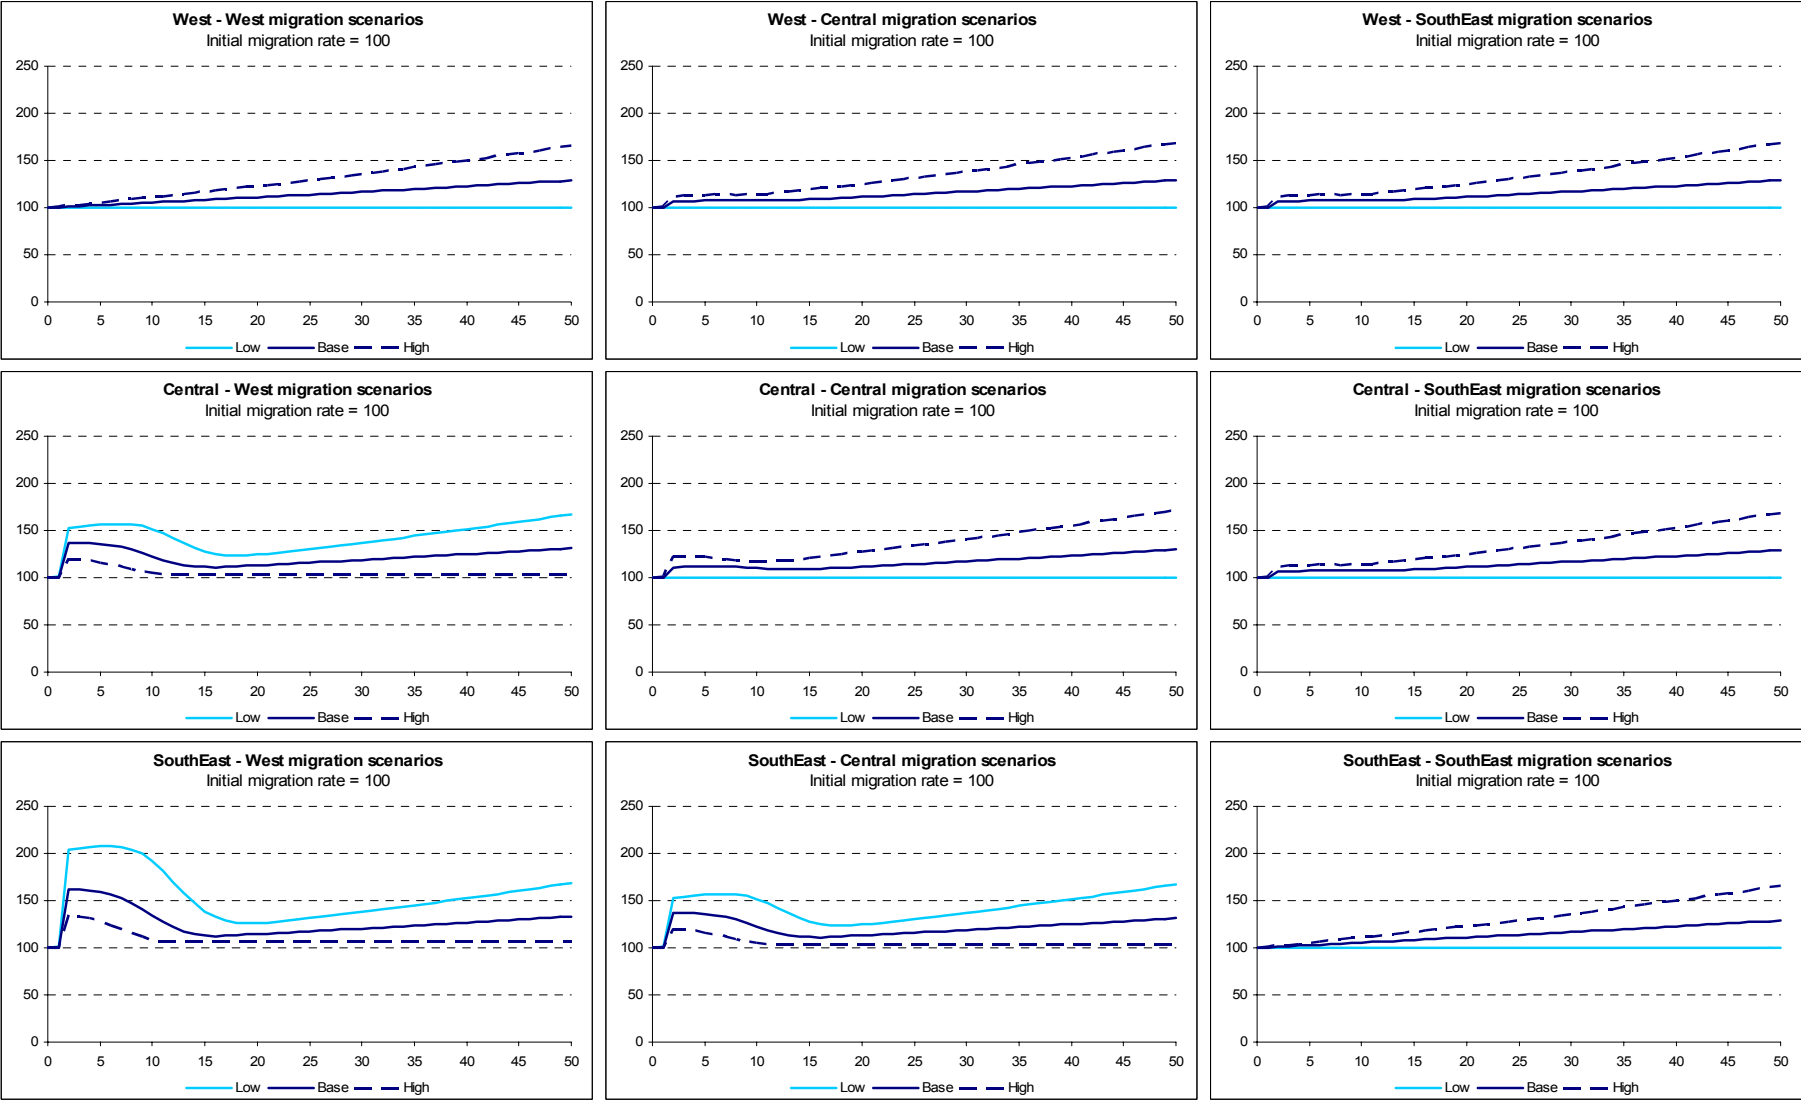 West - West migration scenarios
Initial migration rate = 100
250
200
150
100
50
0
0 5 10 15 20 25 30 35 40 45 50
Low Base High
West - Central migration scenarios
Initial migration rate = 100
250
200
150
100
50
0
0 5 10 15 20 25 30 35 40 45 50
Low Base High
West - SouthEast migration scenarios
Initial migration rate = 100
250
200
150
100
50
0
0 5 10 15 20 25 30 35 40 45 50
Low Base High
Central - West migration scenarios
Initial migration rate = 100
250
200
150
100
50
0
0 5 10 15 20 25 30 35 40 45 50
Low Base High
Central - Central migration scenarios
Initial migration rate = 100
250
200
150
100
50
0
0 5 10 15 20 25 30 35 40 45 50
Low Base High
Central - SouthEast migration scenarios
Initial migration rate = 100
250
200
150
100
50
0
0 5 10 15 20 25 30 35 40 45 50
Low Base High
SouthEast - West migration scenarios
Initial migration rate = 100
250
200
150
100
50
0
0 5 10 15 20 25 30 35 40 45 50
Low Base High
SouthEast - Central migration scenarios
Initial migration rate = 100
250
200
150
100
50
0
0 5 10 15 20 25 30 35 40 45 50
Low Base High
SouthEast - SouthEast migration scenarios
Initial migration rate = 100
250
200
150
100
50
0
0 5 10 15 20 25 30 35 40 45 50
Low Base High